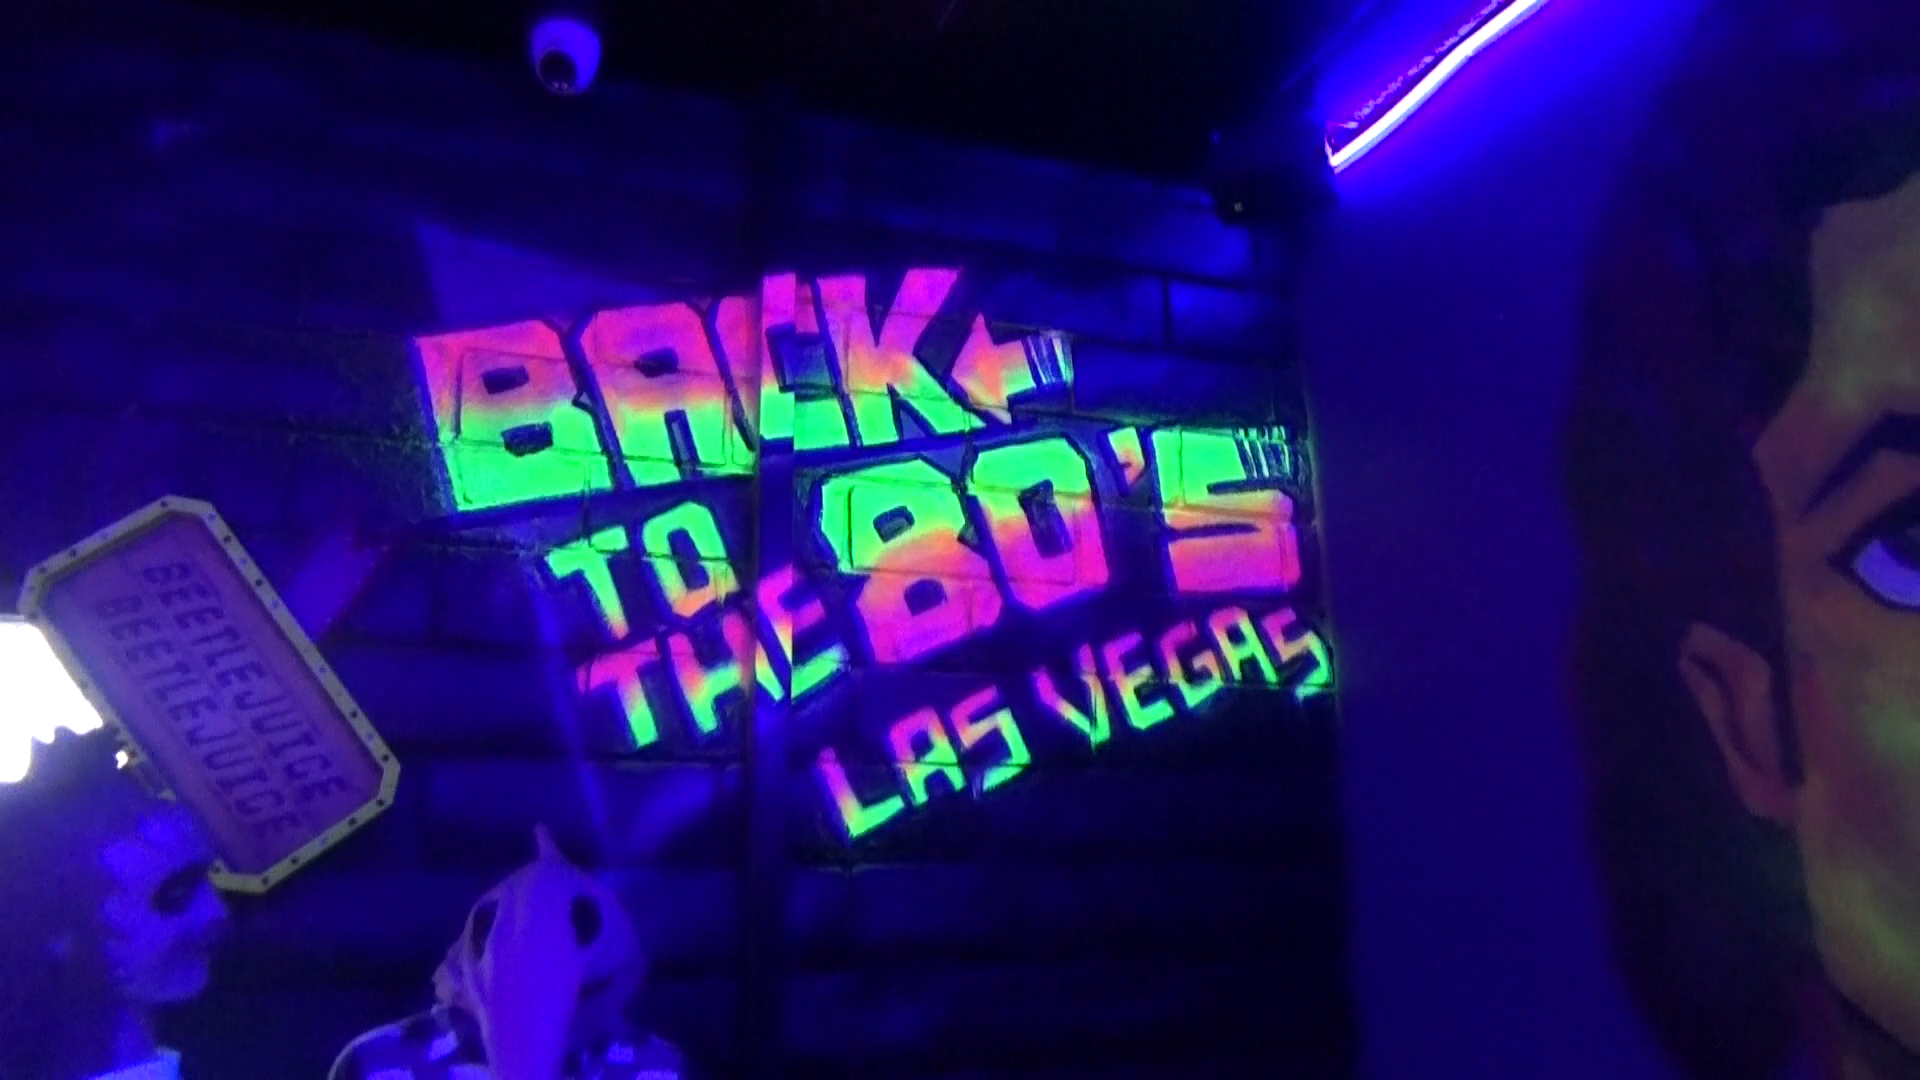 BACK
TO
THE 80'S
LAS VEGAS
BEETLEJUICE
BEETLEJUICE